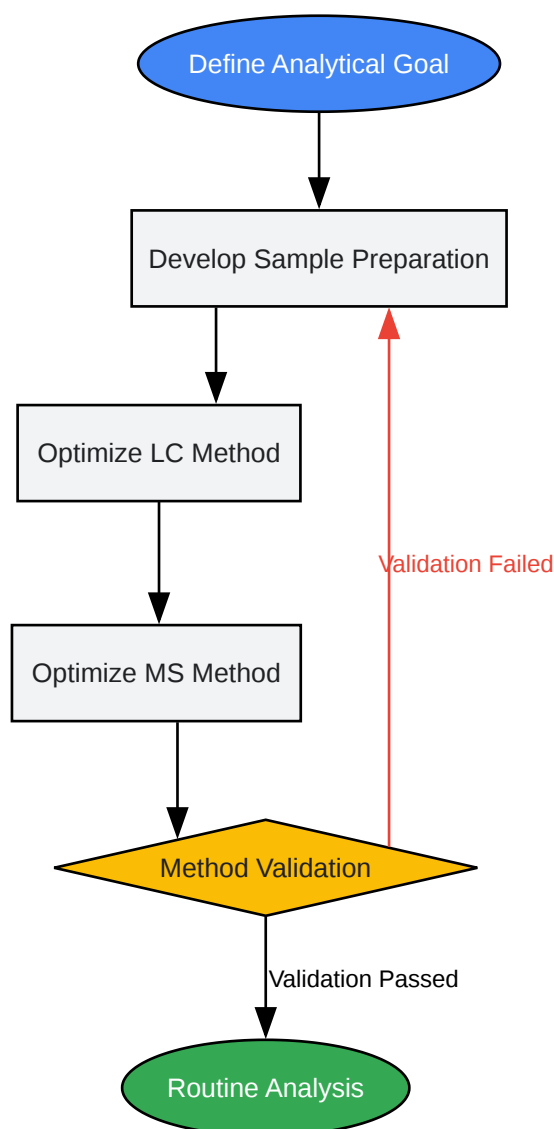 Define Analytical Goal
Develop Sample Preparation
Optimize LC Method
Validation Failed
Optimize MS Method
Method Validation
Validation Passed
Routine Analysis